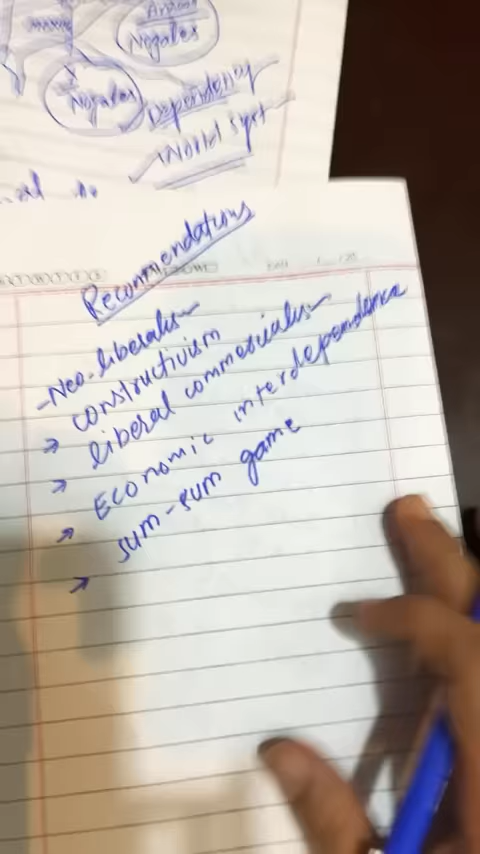 Nogales
Nogales
Dependency
World Syst
Recommendations
- Neo-liberalism
→ constructivism
→ liberal commercialism
→ Economic interdependence
→ sum-sum game